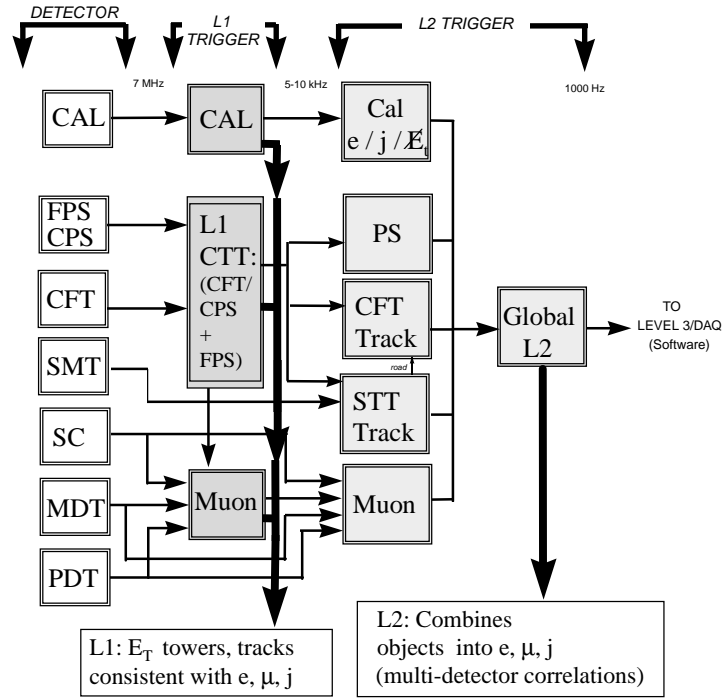 DETECTOR
L1
TRIGGER
L2 TRIGGER
7 MHz
5-10 kHz
1000 Hz
CAL
CAL
Cal
e / j / E̸t
FPS
CPS
L1
CTT:
(CFT/
CPS
+
FPS)
PS
CFT
CFT
Track
Global
L2
TO
LEVEL 3/DAQ
(Software)
SMT
road
STT
Track
SC
MDT
Muon
Muon
PDT
L1: ET towers, tracks
consistent with e, μ, j
L2: Combines
objects into e, μ, j
(multi-detector correlations)